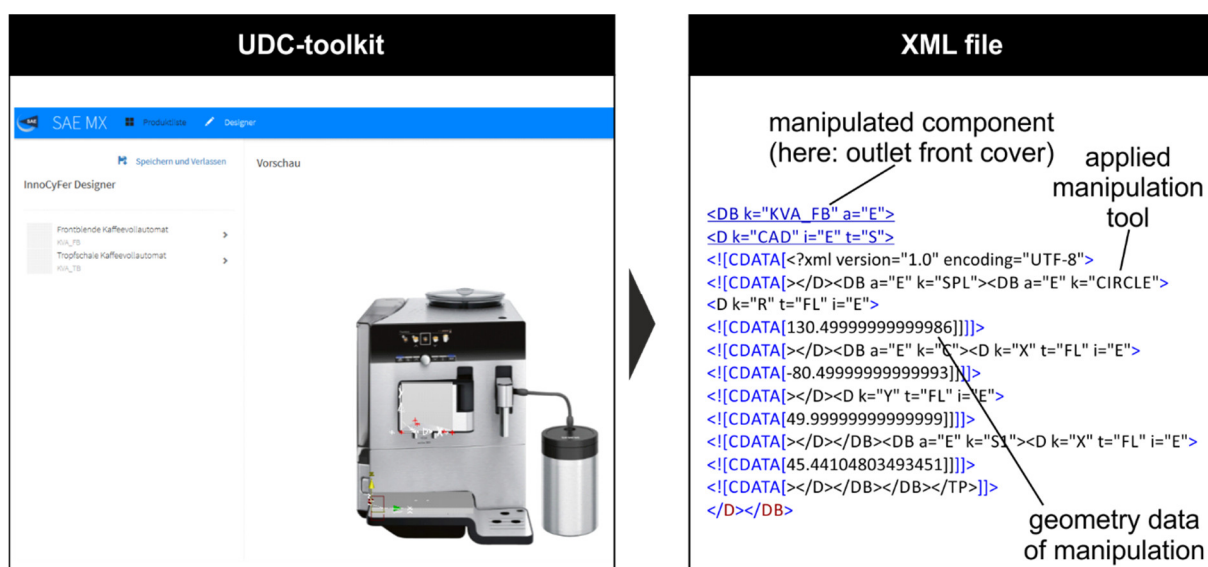 UDC-toolkit
SAE
SAE MX
Produktliste
Designer
Speichern und Verlassen
InnoCyFer Designer
Frontblende Kaffeevollautomat
KVA_FB
Tropfschale Kaffeevollautomat
KVA_TB
Vorschau
XML file
manipulated component
(here: outlet front cover)
applied
manipulation
tool
<DB k="KVA_FB" a="E">
<D k="CAD" i="E" t="S">
<![CDATA[<?xml version="1.0" encoding="UTF-8">
<![CDATA[></D><DB a="E" k="SPL"><DB a="E" k="CIRCLE">
<D k="R" t="FL" i="E">
<![CDATA[130.49999999999986]]]]>
<![CDATA[></D><DB a="E" k="C"><D k="X" t="FL" i="E">
<![CDATA[-80.49999999999993]]]]>
<![CDATA[></D><D k="Y" t="FL" i="E">
<![CDATA[49.99999999999999]]]]>
<![CDATA[></D></DB><DB a="E" k="S1"><D k="X" t="FL" i="E">
<![CDATA[45.44104803493451]]]]>
<![CDATA[></D></DB></DB></TP>]]>
</D></DB>
geometry data
of manipulation